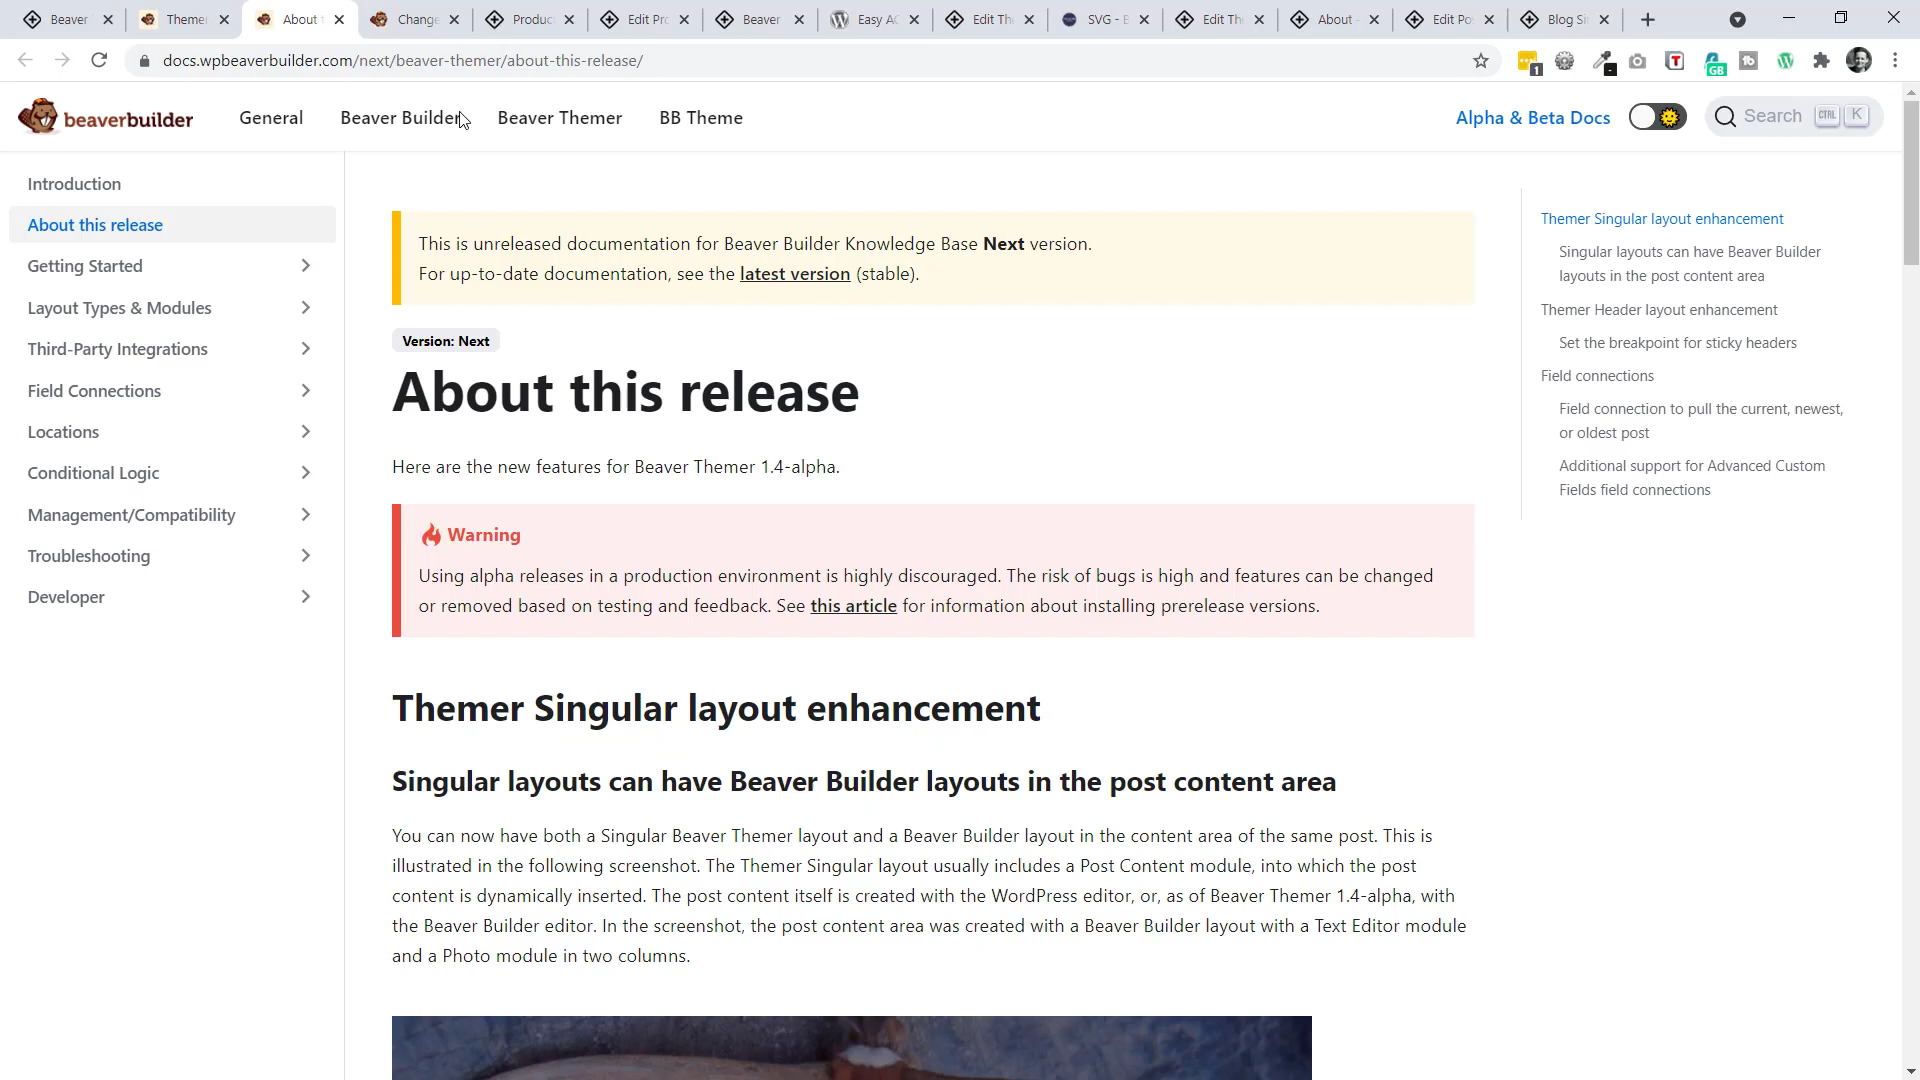 Beaver
Theme
About t
Change
Produc
Edit Pr
Beaver
Easy AC
Edit Th
SVG - E
Edit Th
About -
Edit Po
Blog Si
docs.wpbeaverbuilder.com/next/beaver-themer/about-this-release/
1
T
GB
beaverbuilder
General
Beaver Builder
Beaver Themer
BB Theme
Alpha & Beta Docs
Search
CTRL
K
Introduction
About this release
Getting Started
Layout Types & Modules
Third-Party Integrations
Field Connections
Locations
Conditional Logic
Management/Compatibility
Troubleshooting
Developer
This is unreleased documentation for Beaver Builder Knowledge Base Next version.
For up-to-date documentation, see the latest version (stable).
Version: Next
About this release
Here are the new features for Beaver Themer 1.4-alpha.
Warning
Using alpha releases in a production environment is highly discouraged. The risk of bugs is high and features can be changed
or removed based on testing and feedback. See this article for information about installing prerelease versions.
Themer Singular layout enhancement
Singular layouts can have Beaver Builder layouts in the post content area
You can now have both a Singular Beaver Themer layout and a Beaver Builder layout in the content area of the same post. This is
illustrated in the following screenshot. The Themer Singular layout usually includes a Post Content module, into which the post
content is dynamically inserted. The post content itself is created with the WordPress editor, or, as of Beaver Themer 1.4-alpha, with
the Beaver Builder editor. In the screenshot, the post content area was created with a Beaver Builder layout with a Text Editor module
and a Photo module in two columns.
Themer Singular layout enhancement
Singular layouts can have Beaver Builder
layouts in the post content area
Themer Header layout enhancement
Set the breakpoint for sticky headers
Field connections
Field connection to pull the current, newest,
or oldest post
Additional support for Advanced Custom
Fields field connections